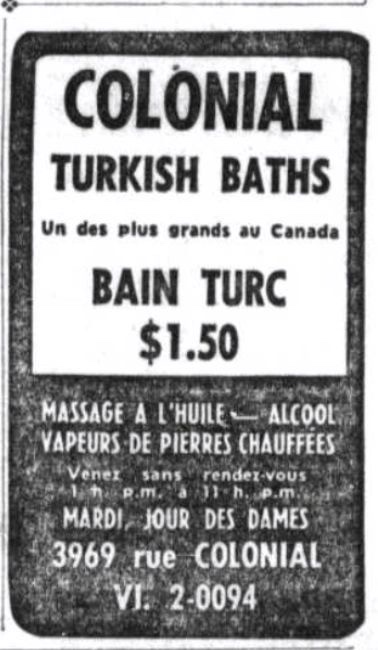 COLONIAL
TURKISH BATHS
Un des plus grands au Canada
BAIN TURC
$1.50
MASSAGE A L'HUILE — ALCOOL
VAPEURS DE PIERRES CHAUFFÉES
Venez sans rendez-vous
1 h. p.m. à 11 h. p.m.
MARDI, JOUR DES DAMES
3969 rue COLONIAL
VI. 2-0094